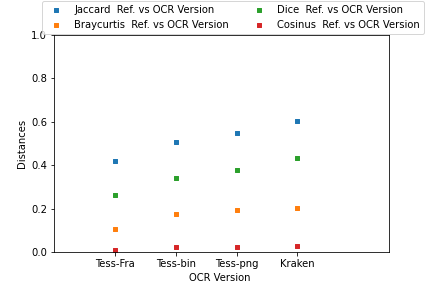 Jaccard Ref. vs OCR Version
Dice Ref. vs OCR Version
Braycurtis Ref. vs OCR Version
Cosinus Ref. vs OCR Version
1.0
0.8
0.6
0.4
0.2
0.0
Distances
Tess-Fra
Tess-bin
Tess-png
Kraken
OCR Version